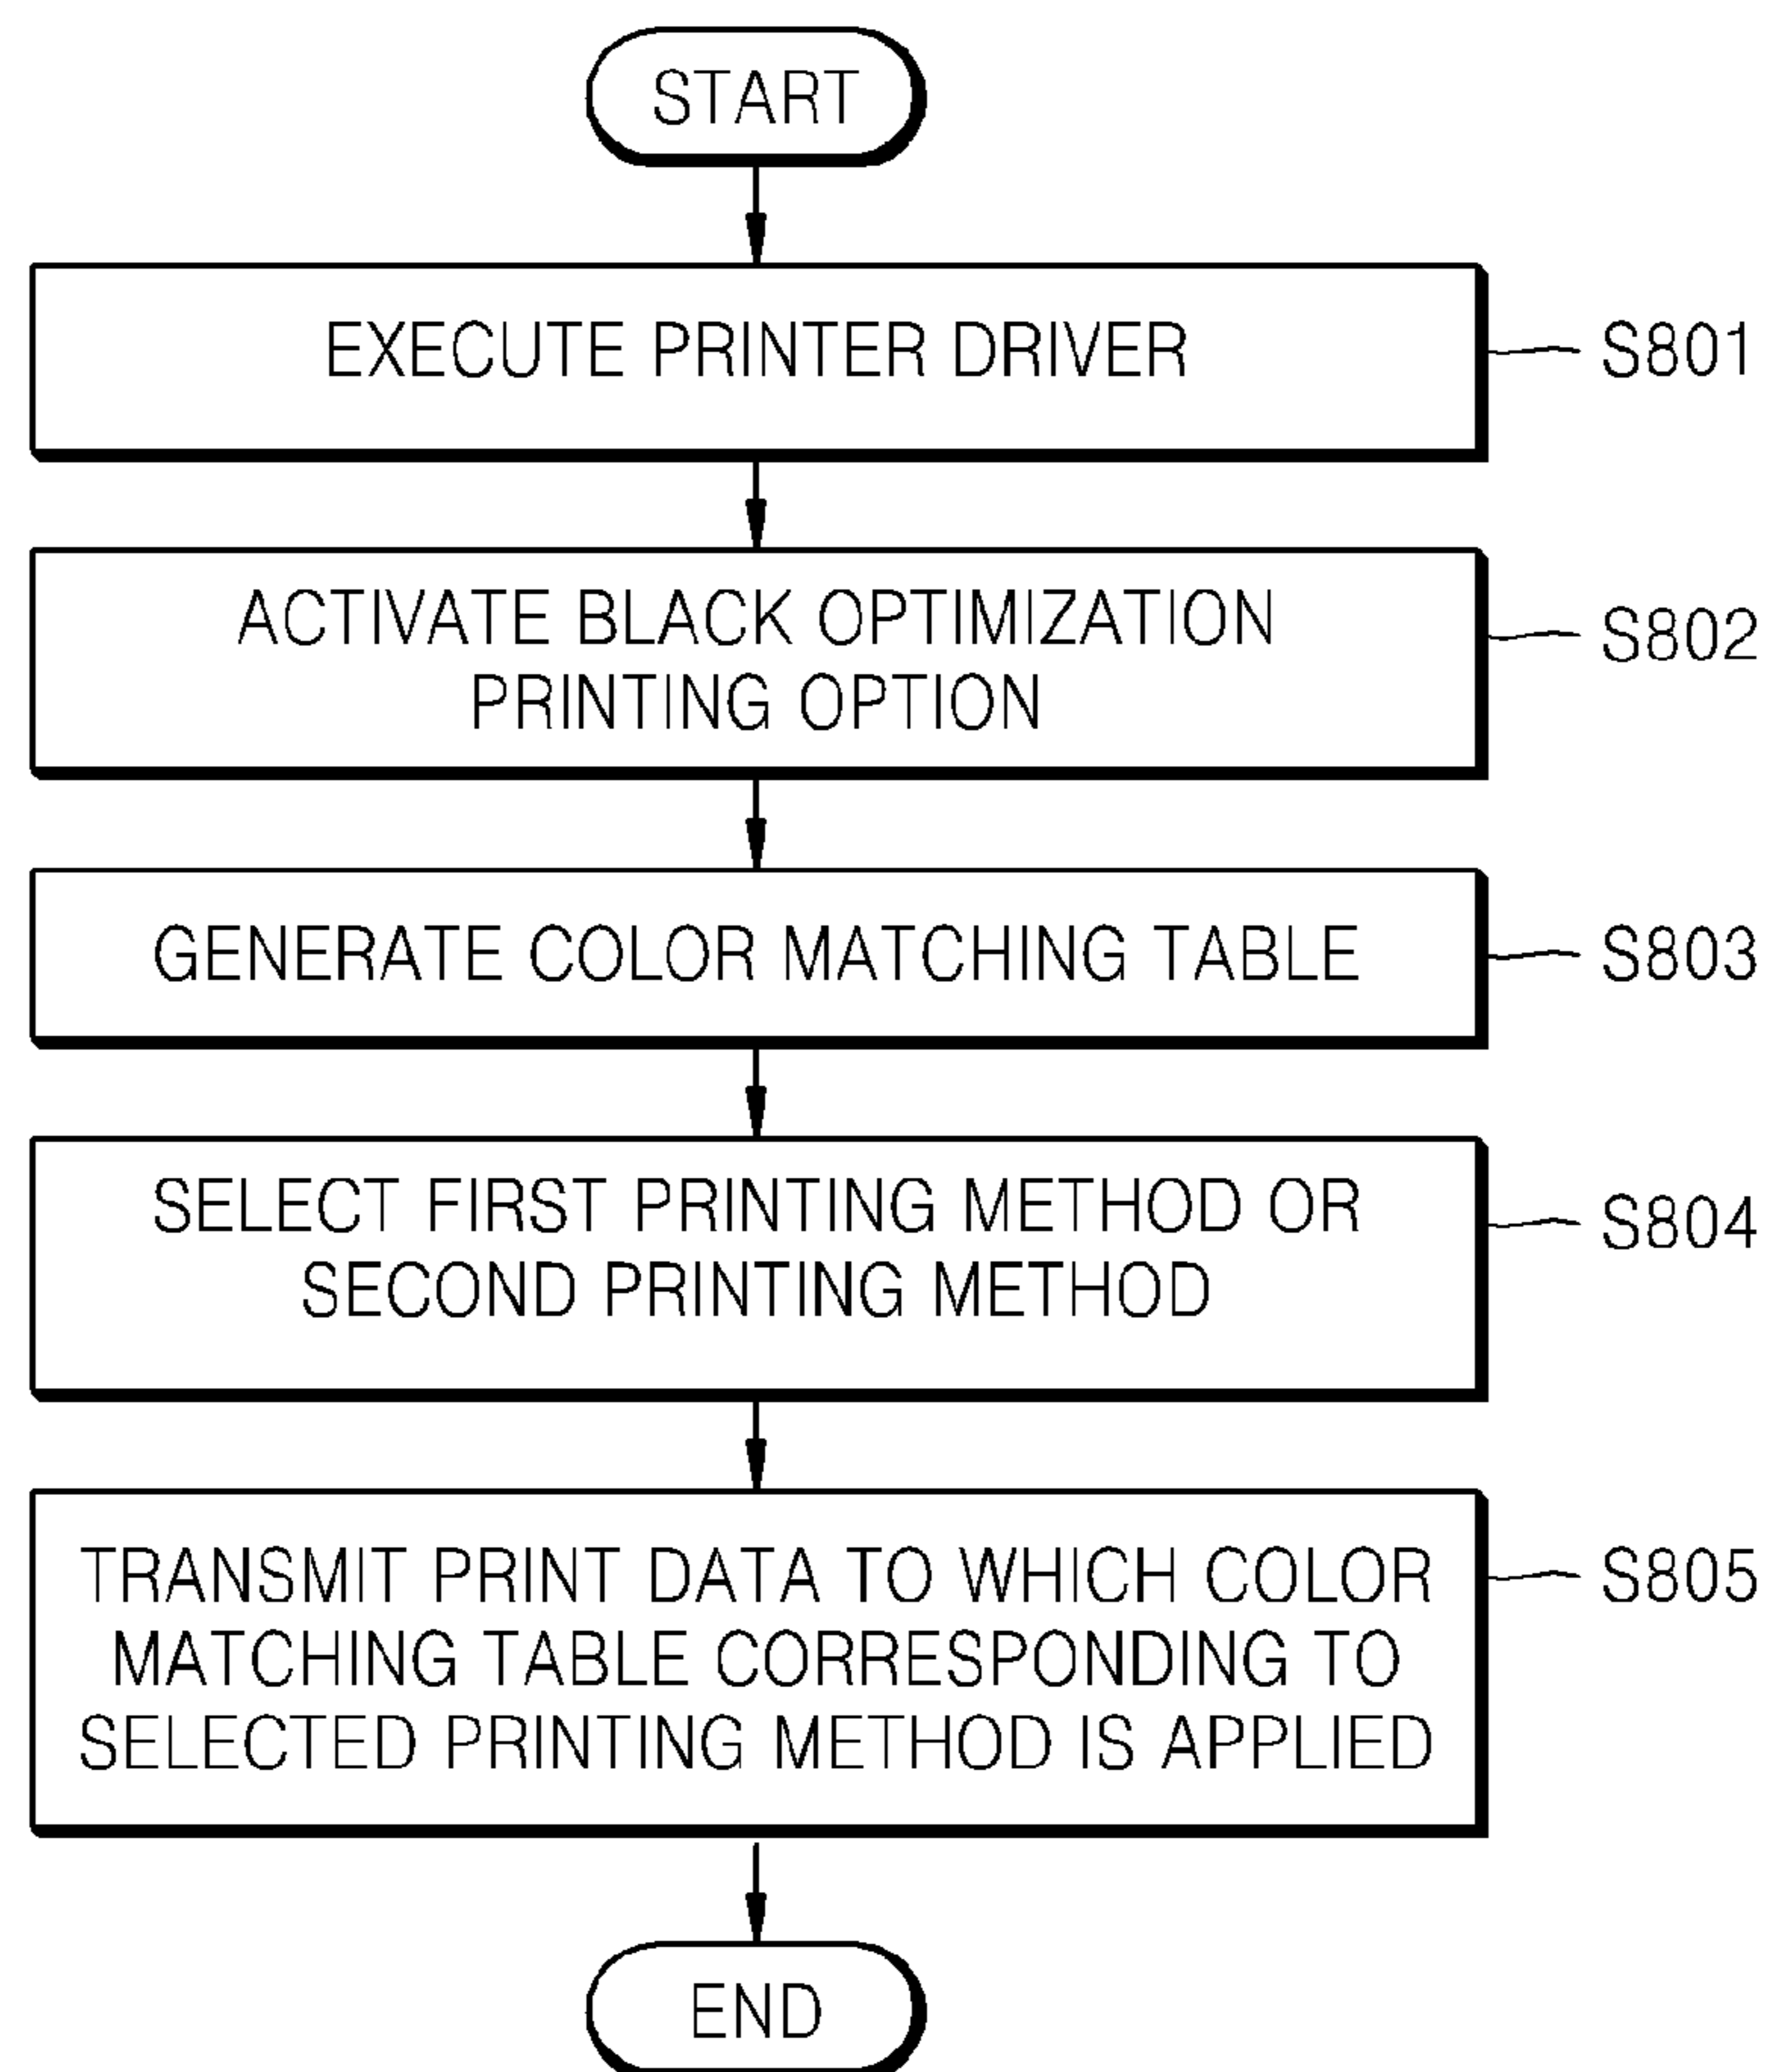 START
EXECUTE PRINTER DRIVER
S801
ACTIVATE BLACK OPTIMIZATION
PRINTING OPTION
S802
GENERATE COLOR MATCHING TABLE
S803
SELECT FIRST PRINTING METHOD OR
SECOND PRINTING METHOD
S804
TRANSMIT PRINT DATA TO WHICH COLOR
MATCHING TABLE CORRESPONDING TO
SELECTED PRINTING METHOD IS APPLIED
S805
END